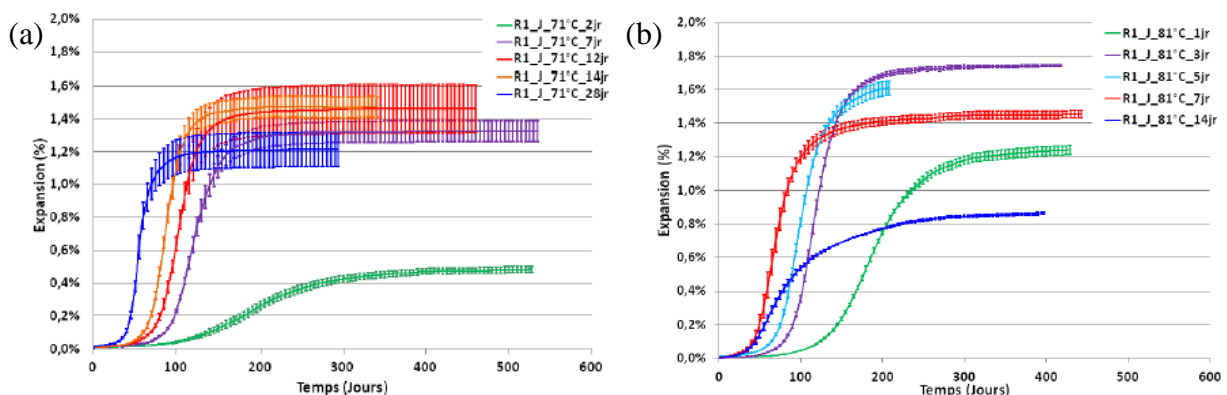 (a)
2,0%
1,8%
1,6%
1,4%
1,2%
1,0%
0,8%
0,6%
0,4%
0,2%
0,0%
Expansion (%)
0 100 200 300 400 500 600
Temps (Jours)
R1_J_71°C_2jr
R1_J_71°C_7jr
R1_J_71°C_12jr
R1_J_71°C_14jr
R1_J_71°C_28jr
(b)
2,0%
1,8%
1,6%
1,4%
1,2%
1,0%
0,8%
0,6%
0,4%
0,2%
0,0%
Expansion (%)
0 100 200 300 400 500 600
Temps (Jours)
R1_J_81°C_1jr
R1_J_81°C_3jr
R1_J_81°C_5jr
R1_J_81°C_7jr
R1_J_81°C_14jr